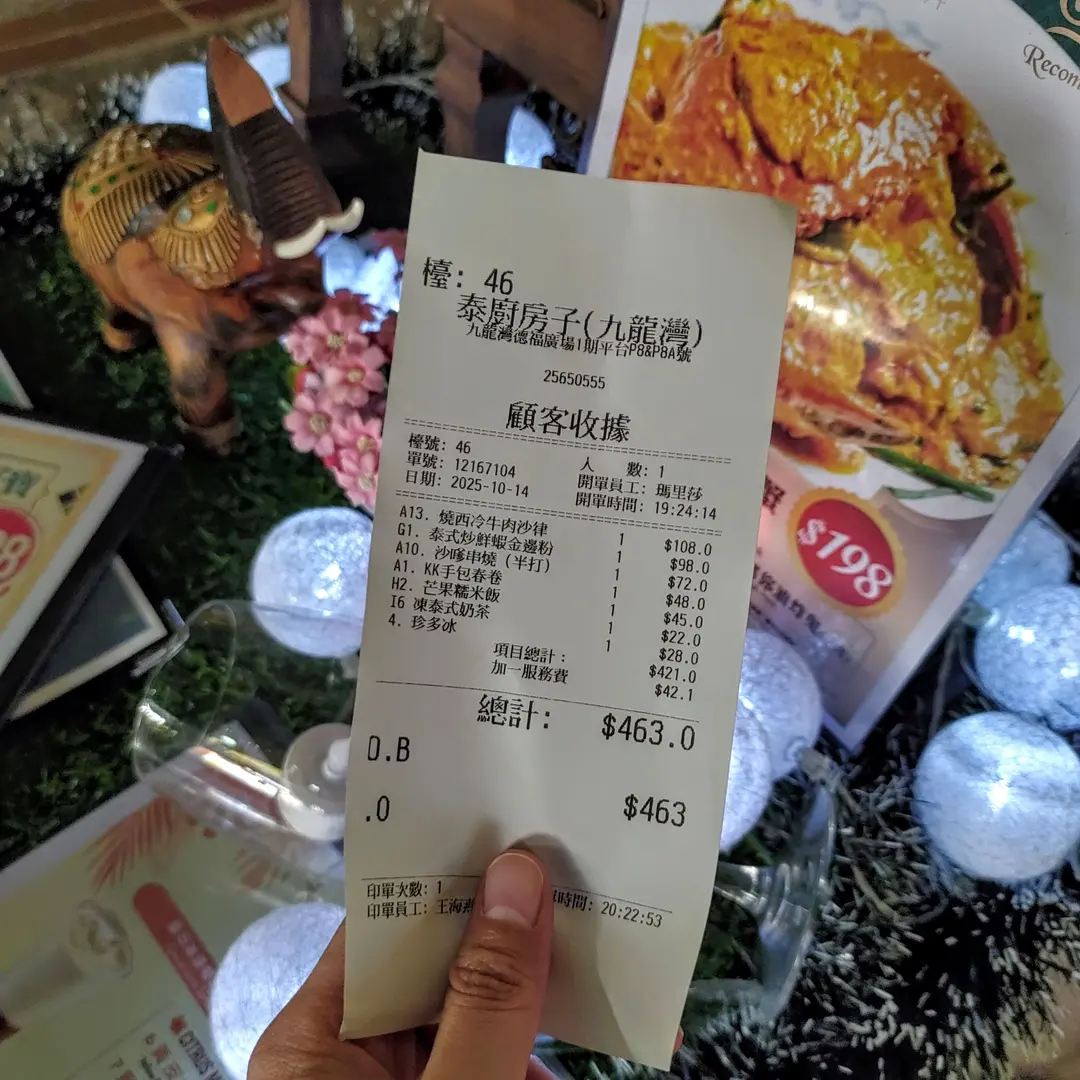 Recom
檯: 46
泰廚房子(九龍灣)
九龍灣德福廣場1期平台P8&P8A號
25650555
顧客收據
檯號: 46 人 數: 1
單號: 12167104 開單員工: 瑪里莎
日期: 2025-10-14 開單時間: 19:24:14
A13. 燒西冷牛肉沙律 1 $108.0
G1. 泰式炒鮮蝦金邊粉 1 $98.0
A10. 沙嗲串燒 (半打) 1 $72.0
A1. KK手包春卷 1 $48.0
H2. 芒果糯米飯 1 $45.0
I6 凍泰式奶茶 1 $22.0
4. 珍多冰 1 $28.0
項目總計: $421.0
加一服務費 $42.1
總計: $463.0
D.B
.0 $463
印單次數: 1
印單員工: 王海 時間: 20:22:53
$198
CITRUS